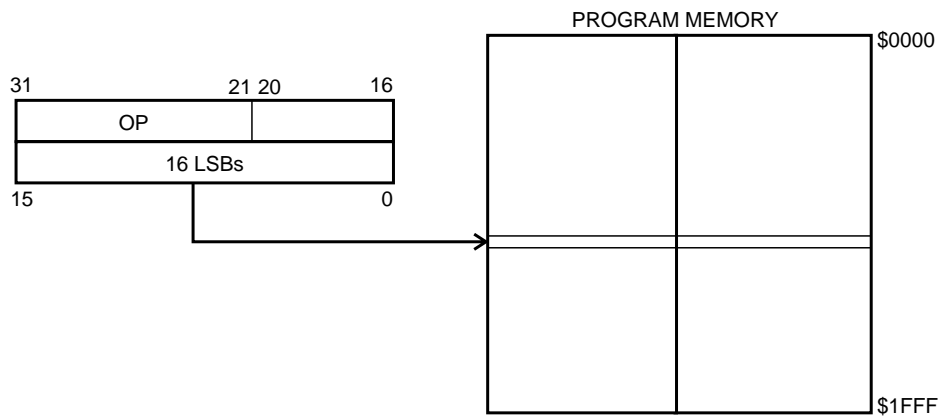 PROGRAM MEMORY
$0000
31 21 20 16
OP
16 LSBs
15 0
$1FFF